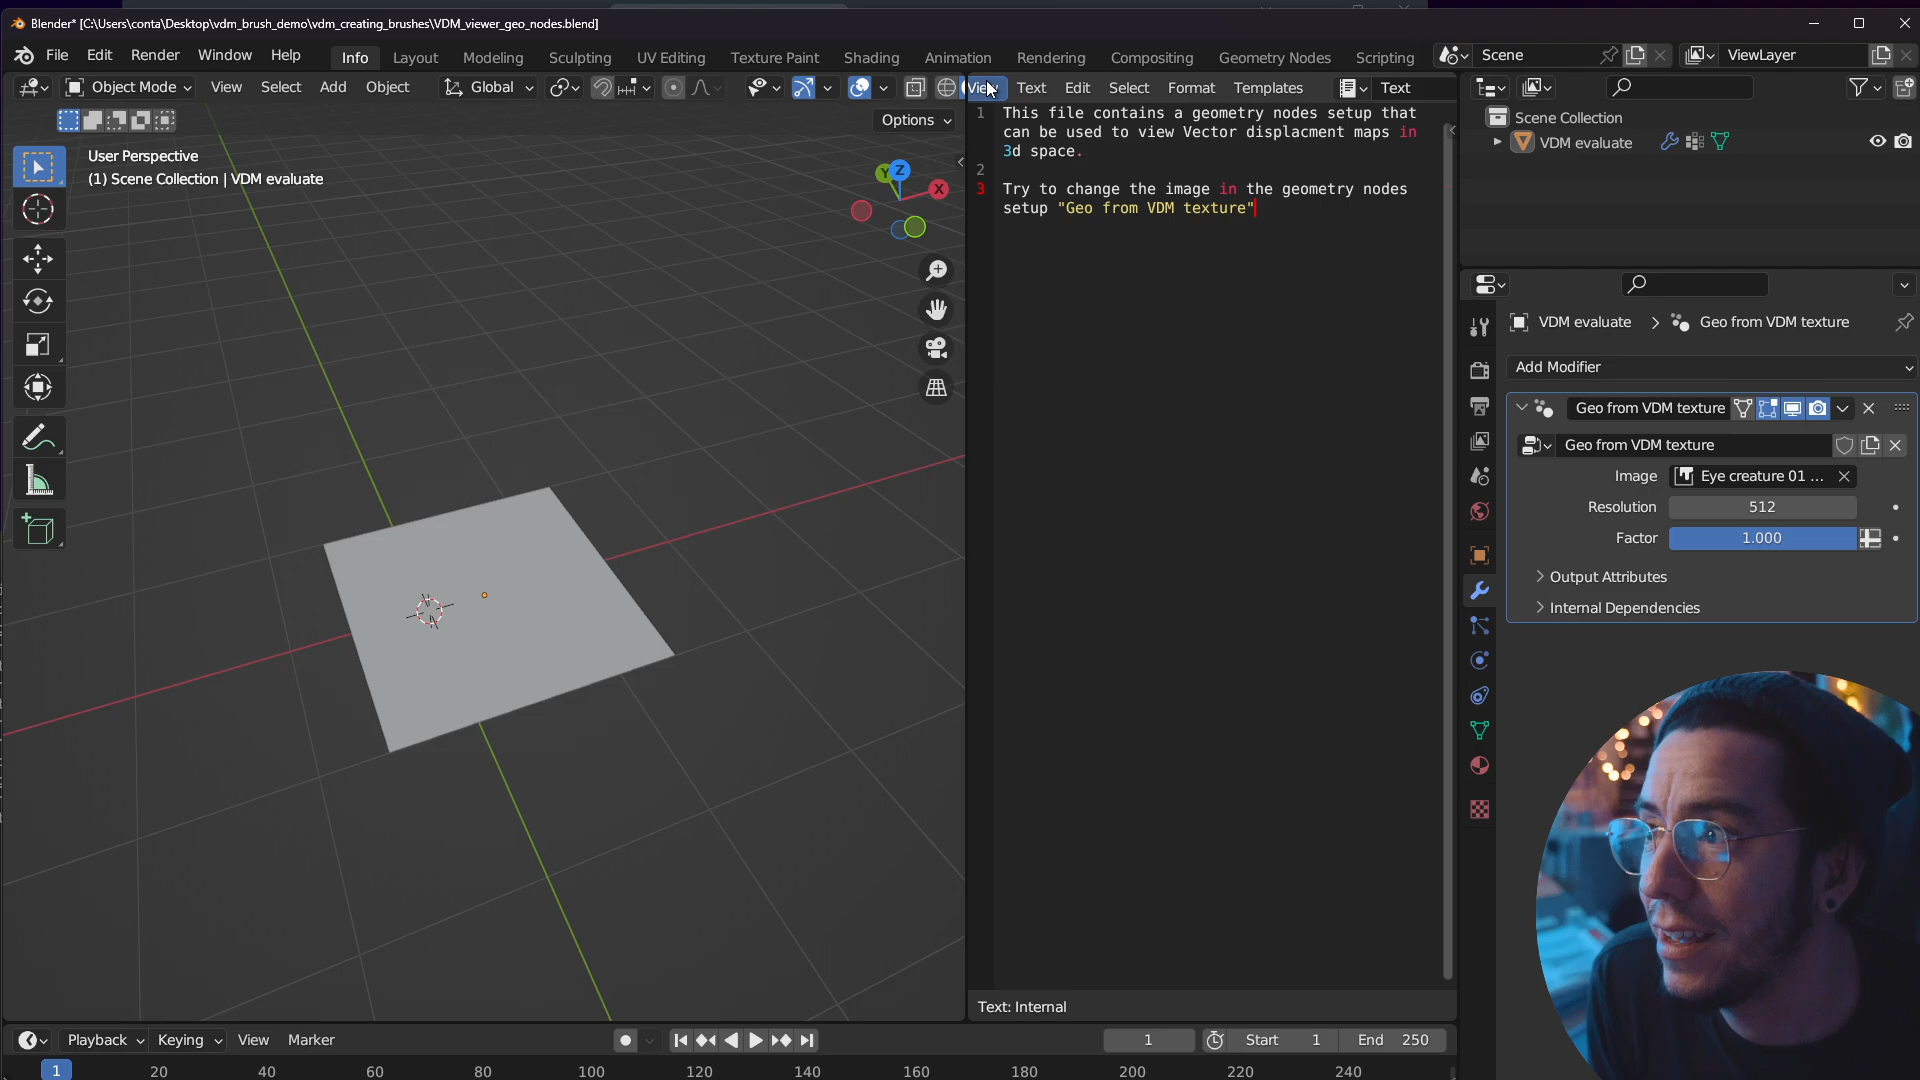 Blender* [C:\Users\conta\Desktop\vdm_brush_demo\vdm_creating_brushes\VDM_viewer_geo_nodes.blend]
File Edit Render Window Help Info Layout Modeling Sculpting UV Editing Texture Paint Shading Animation Rendering Compositing Geometry Nodes Scripting Scene ViewLayer
Object Mode View Select Add Object Global View Text Edit Select Format Templates Text
Options
User Perspective
(1) Scene Collection | VDM evaluate
Y Z X
1 This file contains a geometry nodes setup that
can be used to view Vector displacment maps in
3d space.
2
3 Try to change the image in the geometry nodes
setup "Geo from VDM texture"
Text: Internal
Scene Collection
VDM evaluate
VDM evaluate > Geo from VDM texture
Add Modifier
Geo from VDM texture
Geo from VDM texture
Image Eye creature 01 ...
Resolution 512
Factor 1.000
Output Attributes
Internal Dependencies
Playback Keying View Marker 1 Start 1 End 250
1 20 40 60 80 100 120 140 160 180 200 220 240